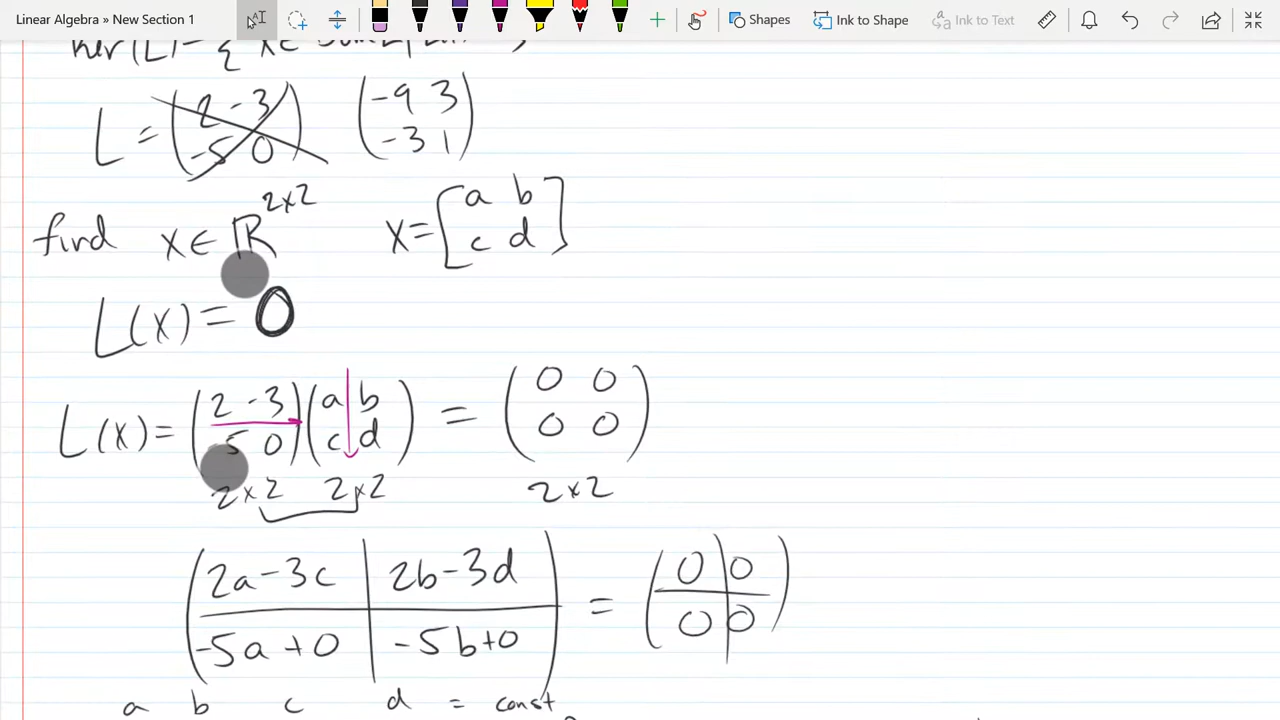 Linear Algebra » New Section 1
Shapes Ink to Shape Ink to Text
ker(L) = { x ∈
L = (2 -3 -9 3
-5 0) -3 1
find x ∈ ℝ 2x2 x = [a b
c d]
L(x) = 0
L(x) = (2 -3 (a b = (0 0
5 0) c d) 0 0)
2x2 2x2 2x2
(2a-3c 2b-3d = (0 0
-5a+0 -5b+0) 0 0)
a b c d = const